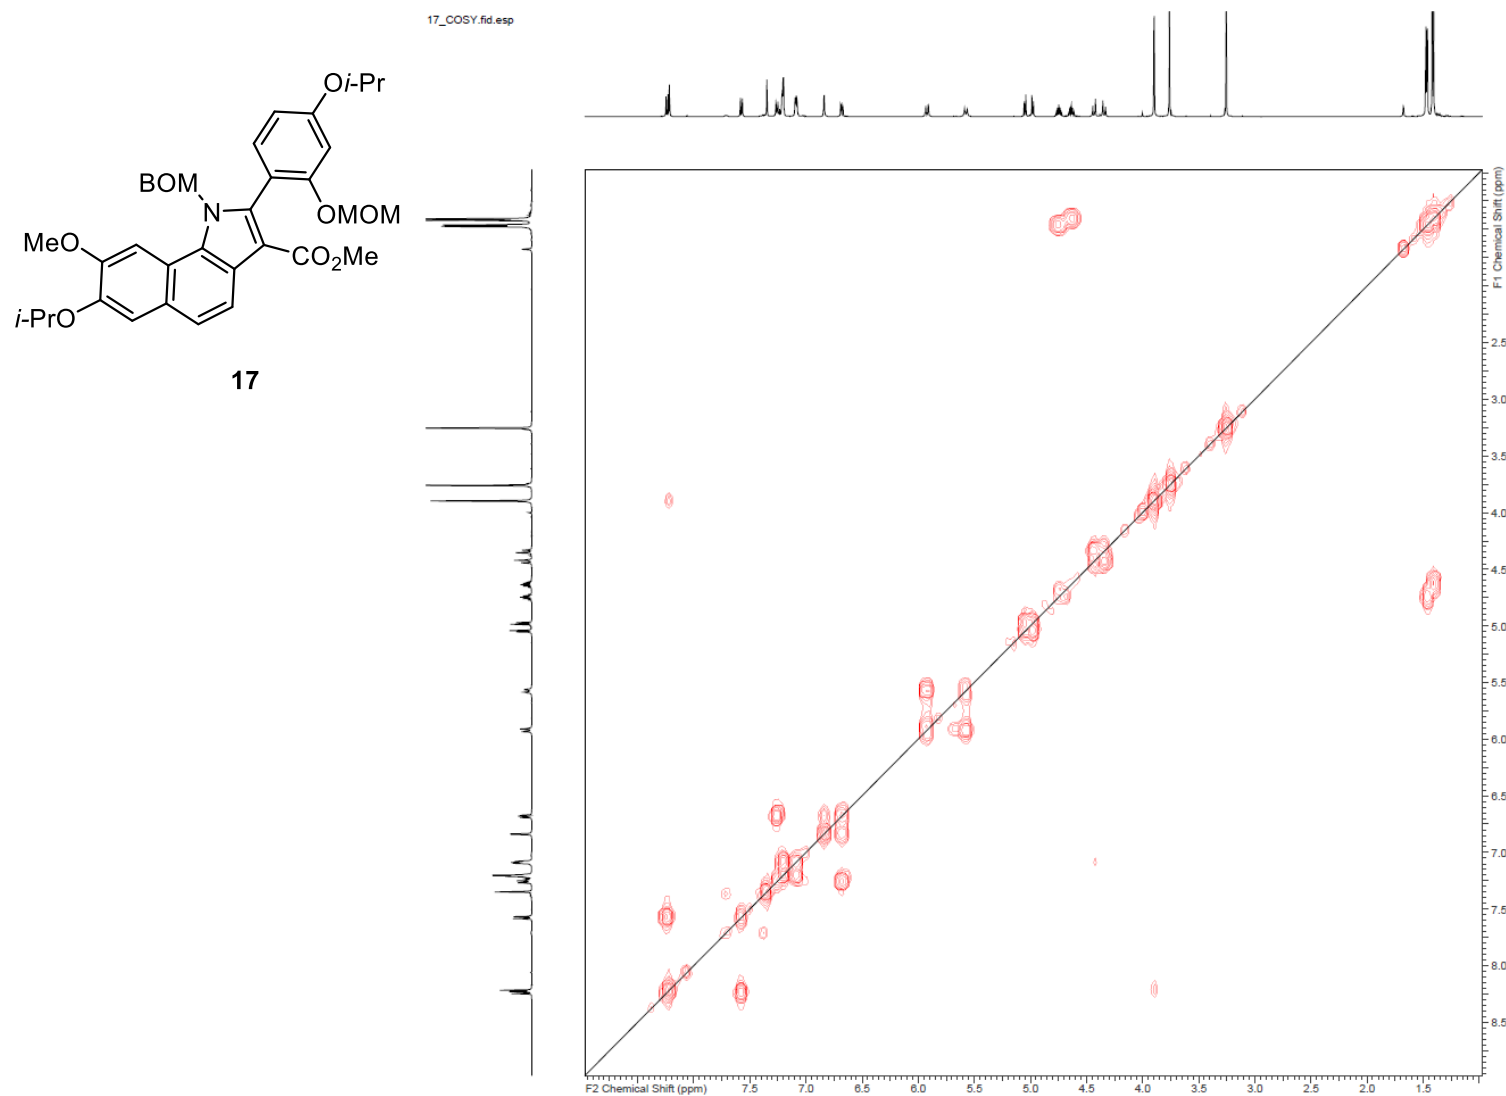 17_COSY.fid.esp
Oi-Pr
BOM
N
OMOM
MeO
CO2Me
i-PrO
17
F1 Chemical Shift (ppm)
2.5
3.0
3.5
4.0
4.5
5.0
5.5
6.0
6.5
7.0
7.5
8.0
8.5
F2 Chemical Shift (ppm) 7.5 7.0 6.5 6.0 5.5 5.0 4.5 4.0 3.5 3.0 2.5 2.0 1.5